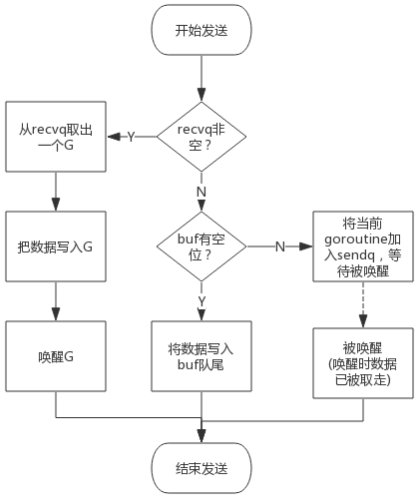 开始发送
recvq非
空？
Y
从recvq取出
一个G
N
把数据写入G
buf有空
位？
N
将当前
goroutine加
入sendq，等
待被唤醒
Y
唤醒G
将数据写入
buf队尾
被唤醒
(唤醒时数据
已被取走)
结束发送